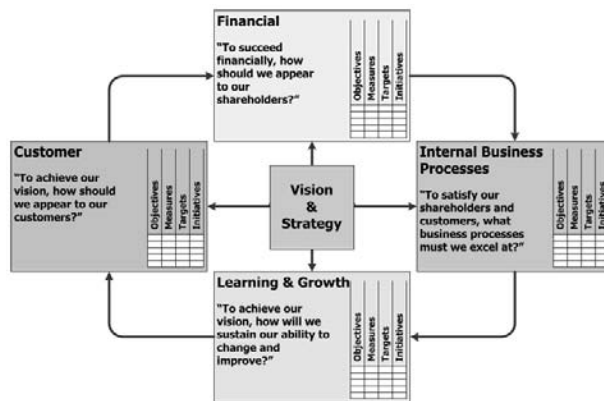 Financial
“To succeed
financially, how
should we appear
to our
shareholders?”
Objectives
Measures
Targets
Initiatives
Customer
“To achieve our
vision, how should
we appear to our
customers?”
Objectives
Measures
Targets
Initiatives
Vision
&
Strategy
Internal Business
Processes
“To satisfy our
shareholders and
customers, what
business processes
must we excel at?”
Objectives
Measures
Targets
Initiatives
Learning & Growth
“To achieve our
vision, how will we
sustain our ability to
change and
improve?”
Objectives
Measures
Targets
Initiatives